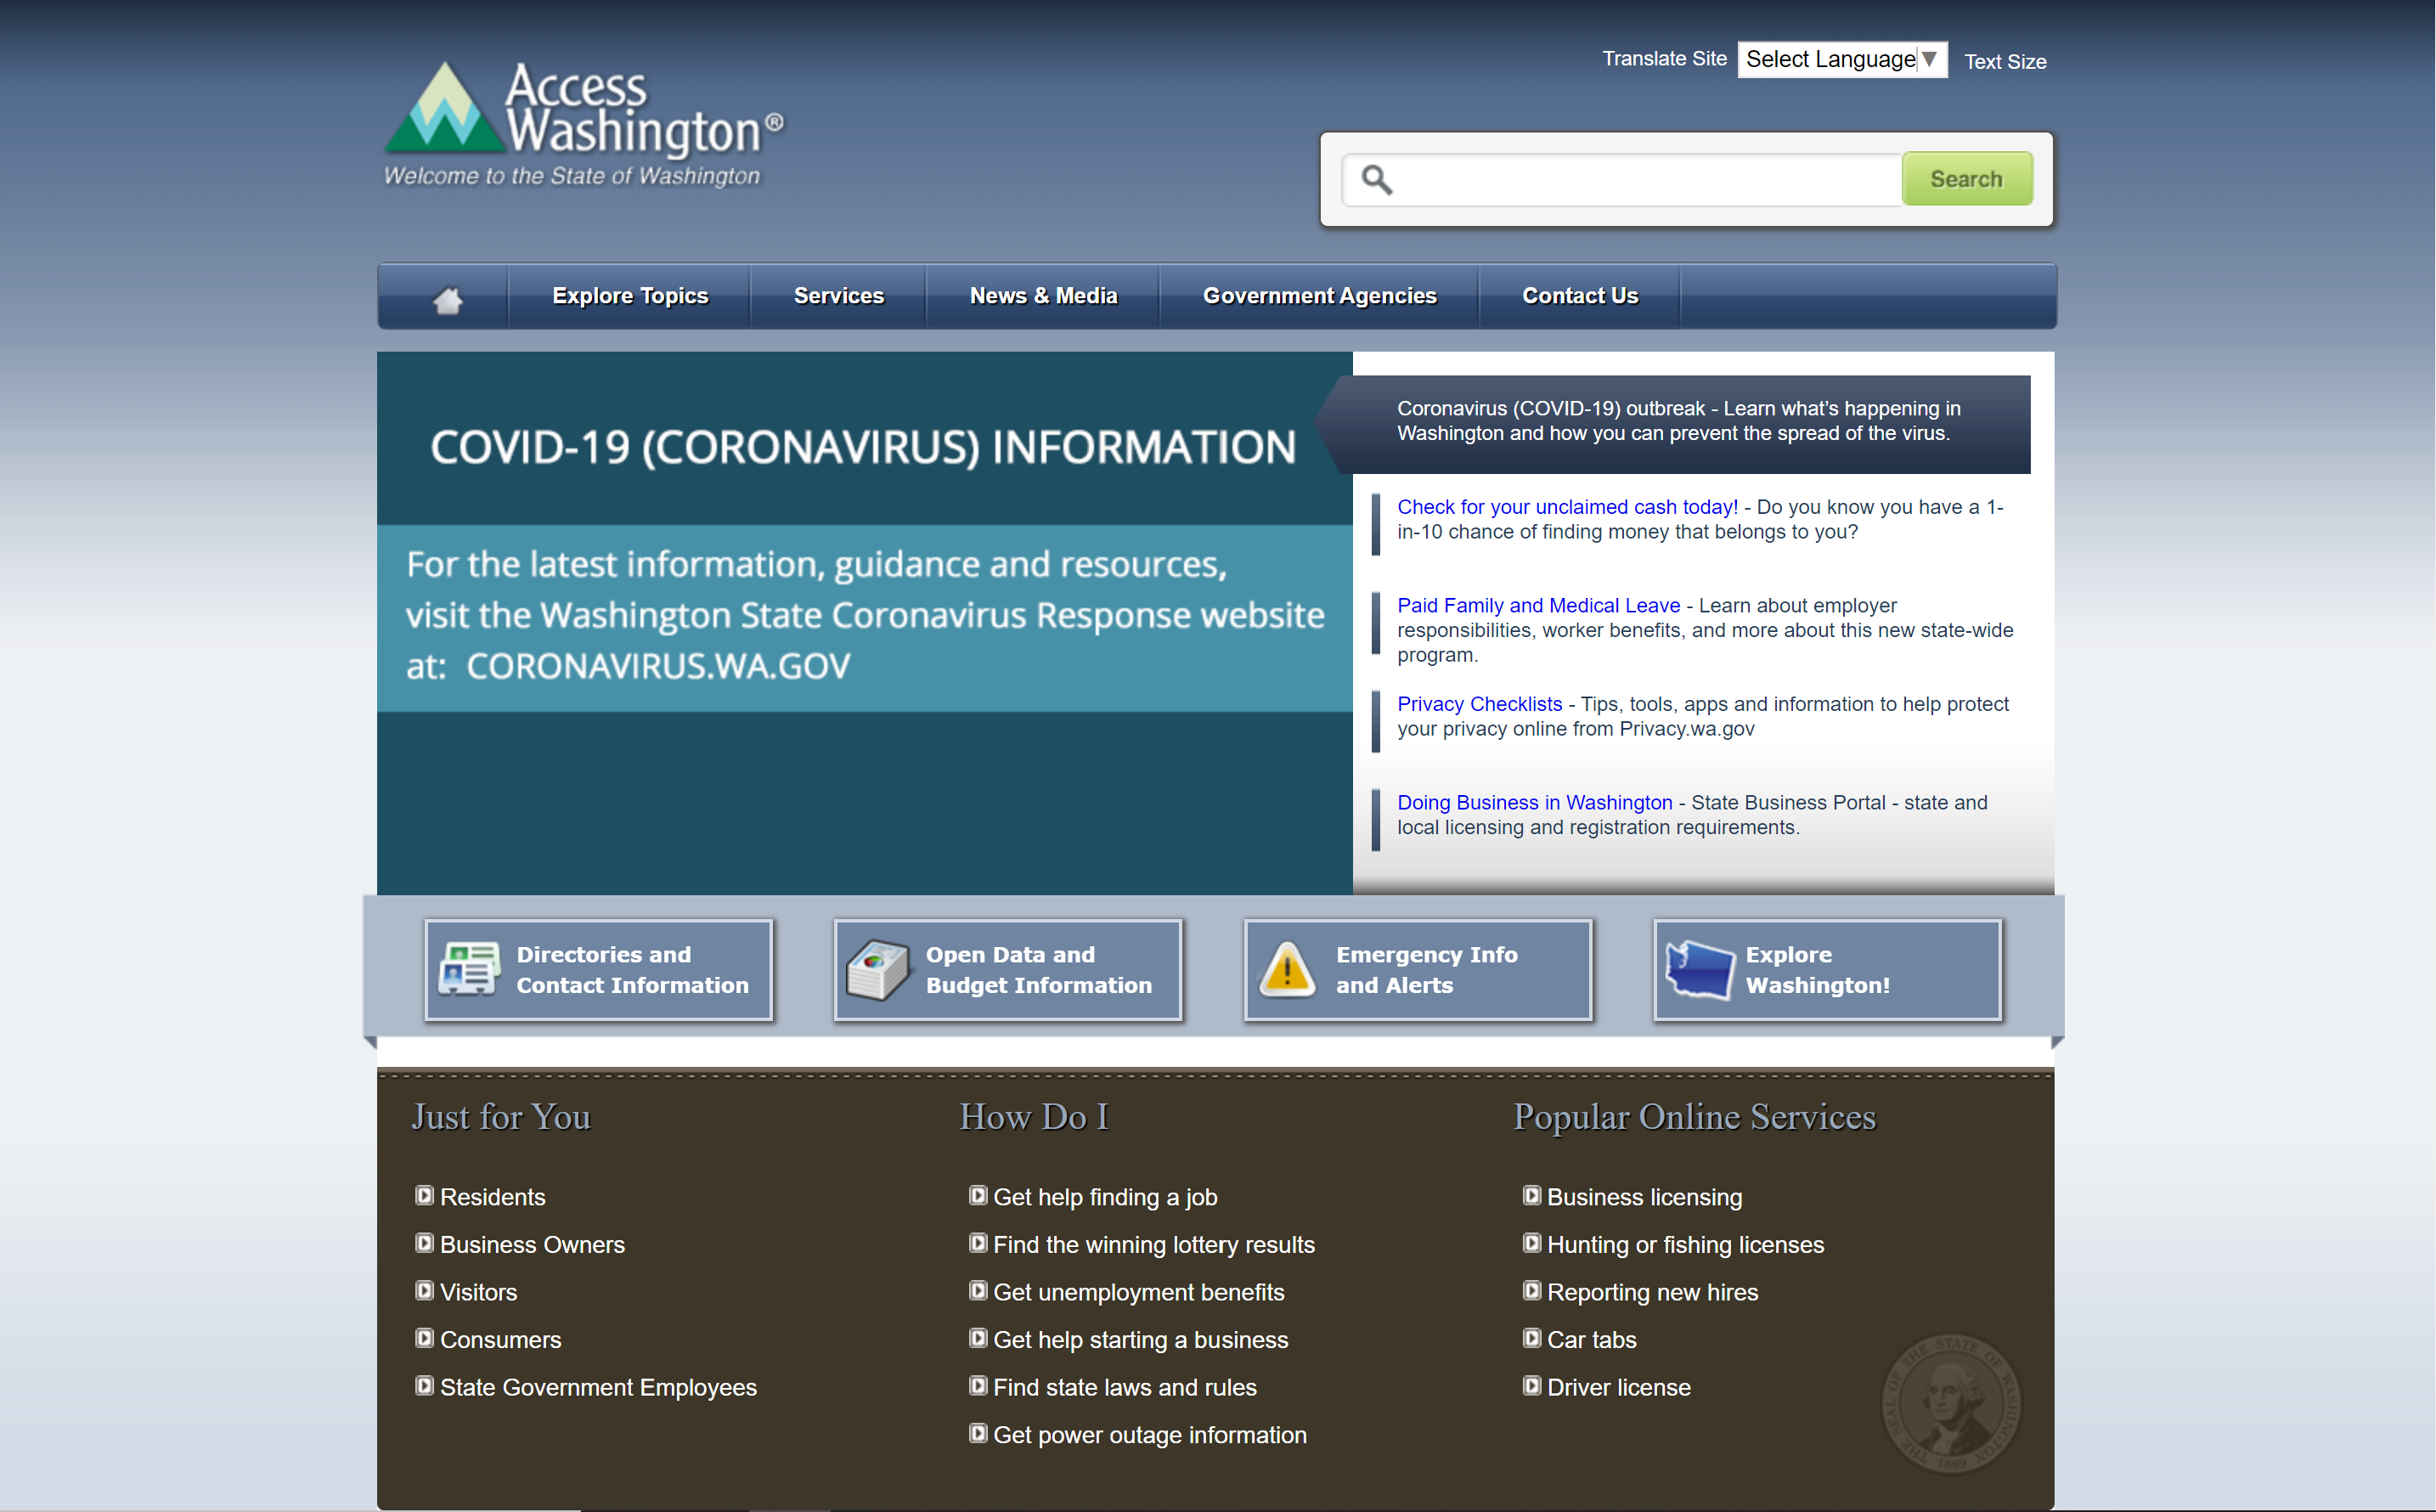 Translate Site Select Language ▼ Text Size
Access
Washington®
Welcome to the State of Washington
Search
Explore Topics Services News & Media Government Agencies Contact Us
COVID-19 (CORONAVIRUS) INFORMATION
For the latest information, guidance and resources,
visit the Washington State Coronavirus Response website
at: CORONAVIRUS.WA.GOV
Coronavirus (COVID-19) outbreak - Learn what’s happening in
Washington and how you can prevent the spread of the virus.
Check for your unclaimed cash today! - Do you know you have a 1-
in-10 chance of finding money that belongs to you?
Paid Family and Medical Leave - Learn about employer
responsibilities, worker benefits, and more about this new state-wide
program.
Privacy Checklists - Tips, tools, apps and information to help protect
your privacy online from Privacy.wa.gov
Doing Business in Washington - State Business Portal - state and
local licensing and registration requirements.
Directories and
Contact Information
Open Data and
Budget Information
Emergency Info
and Alerts
Explore
Washington!
Just for You
Residents
Business Owners
Visitors
Consumers
State Government Employees
How Do I
Get help finding a job
Find the winning lottery results
Get unemployment benefits
Get help starting a business
Find state laws and rules
Get power outage information
Popular Online Services
Business licensing
Hunting or fishing licenses
Reporting new hires
Car tabs
Driver license
THE SEAL OF THE STATE OF WASHINGTON
1889